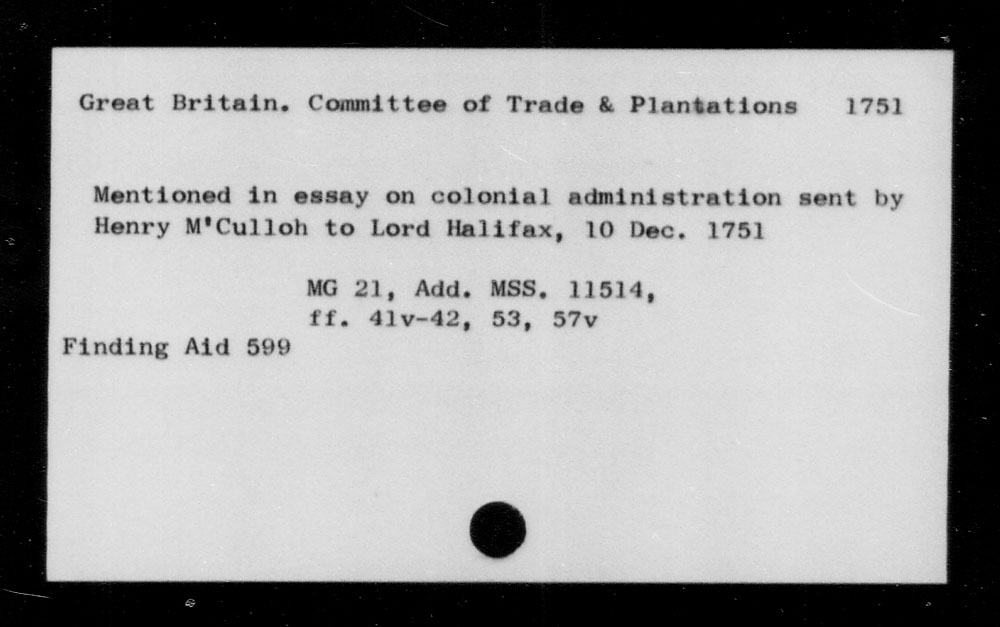 Great Britain. Committee of Trade & Plantations 1751
Mentioned in essay on colonial administration sent by
Henry M'Culloh to Lord Halifax, 10 Dec. 1751
MG 21, Add. MSS. 11514,
ff. 41v-42, 53, 57v
Finding Aid 599